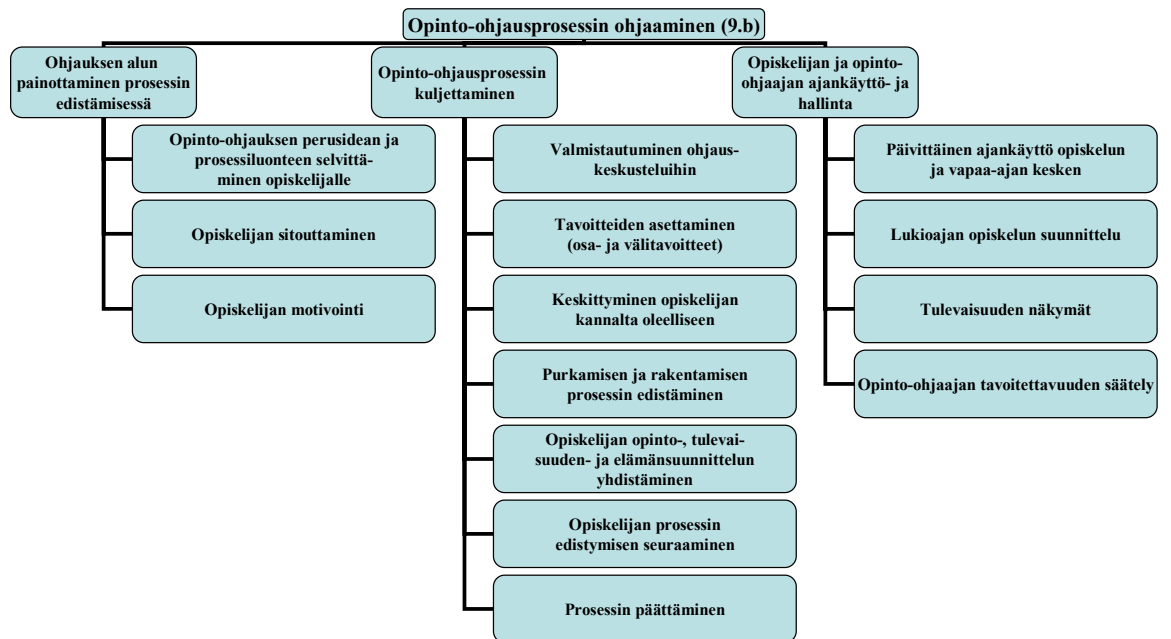 Opinto-ohjausprosessin ohjaaminen (9.b)
Ohjauksen alun
painottaminen prosessin
edistämisessä
Opinto-ohjauksen perusidean ja
prosessiluonteen selvittä-
minen opiskelijalle
Opiskelijan sitouttaminen
Opiskelijan motivointi
Opinto-ohjausprosessin
kuljettaminen
Valmistautuminen ohjaus-
keskusteluihin
Tavoitteiden asettaminen
(osa- ja välitavoitteet)
Keskittyminen opiskelijan
kannalta oleelliseen
Purkamisen ja rakentamisen
prosessin edistäminen
Opiskelijan opinto-, tulevai-
suuden- ja elämänsuunnittelun
yhdistäminen
Opiskelijan prosessin
edistymisen seuraaminen
Prosessin päättäminen
Opiskelijan ja opinto-
ohjaajan ajankäyttö- ja
hallinta
Päivittäinen ajankäyttö opiskelun
ja vapaa-ajan kesken
Lukioajan opiskelun suunnittelu
Tulevaisuuden näkymät
Opinto-ohjaajan tavoitettavuuden säätely